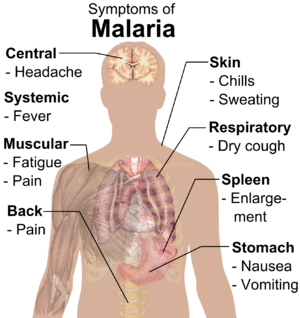 Symptoms of
Malaria
Central
- Headache
Systemic
- Fever
Muscular
- Fatigue
- Pain
Back
- Pain
Skin
- Chills
- Sweating
Respiratory
- Dry cough
Spleen
- Enlarge-
ment
Stomach
- Nausea
- Vomiting